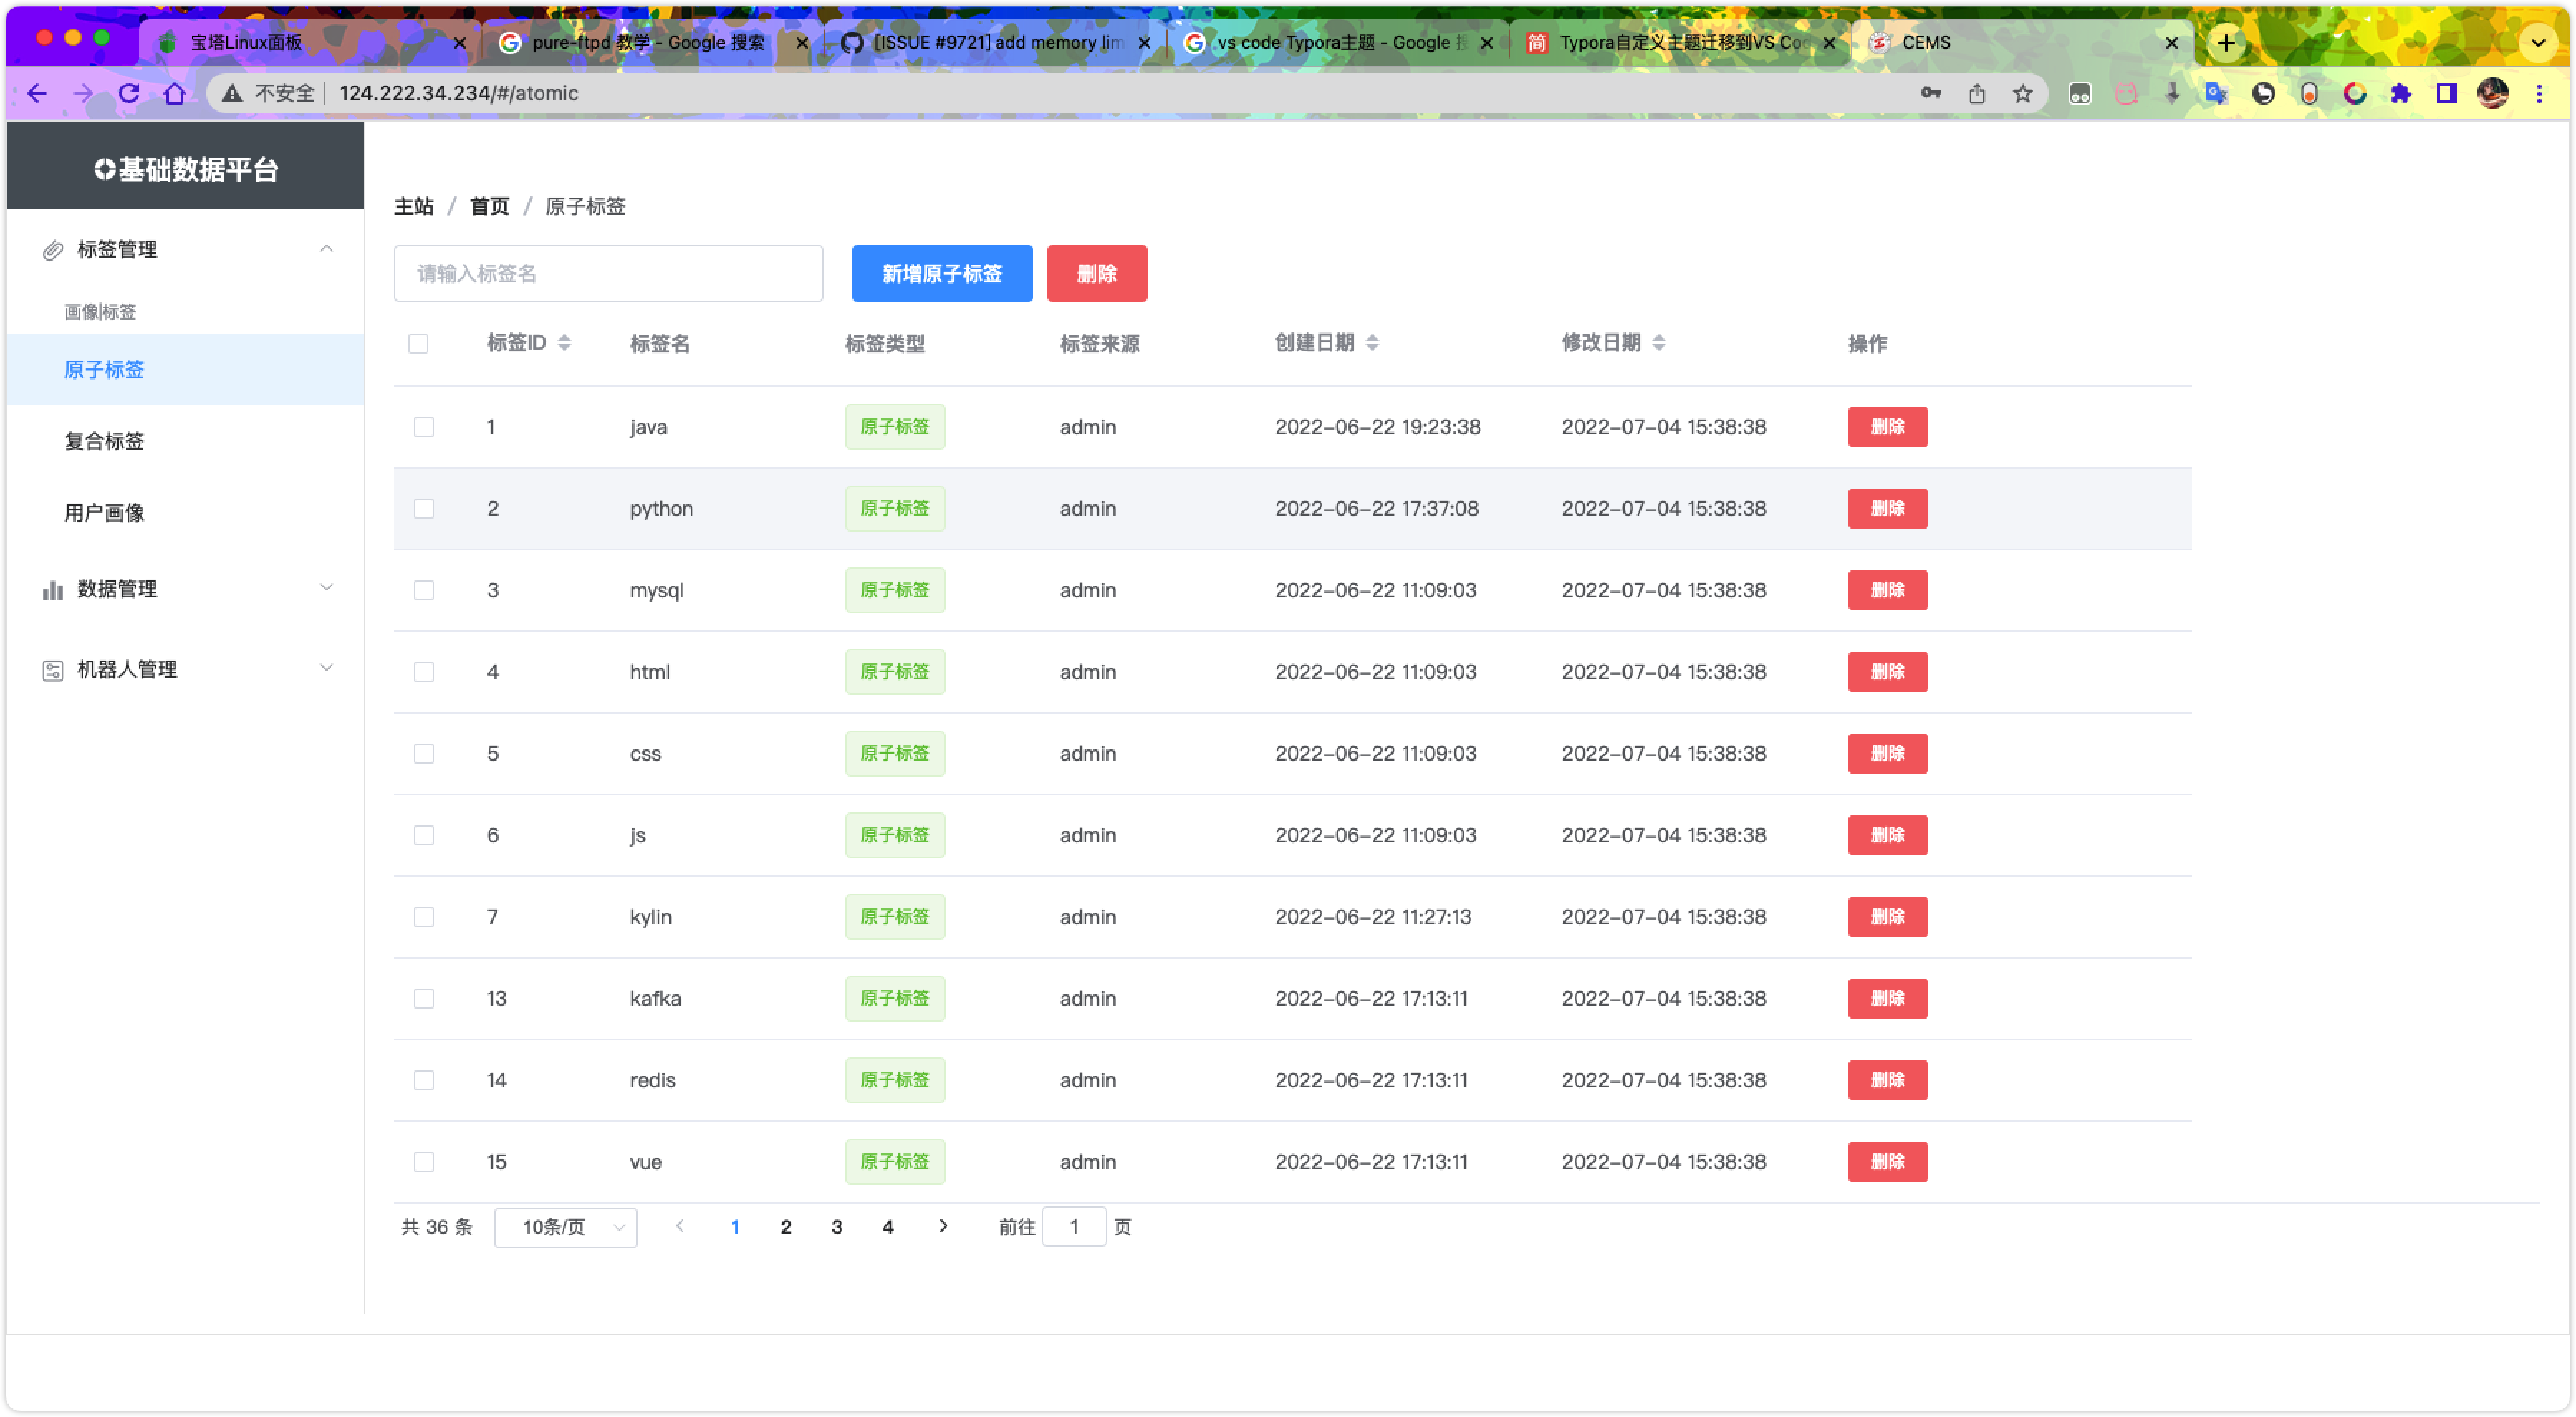 宝塔Linux面板
pure-ftpd 教学 - Google 搜索
[ISSUE #9721] add memory lim
vs code Typora主题 - Google 搜
Typora自定义主题迁移到VS Cod
CEMS
不安全 124.222.34.234/#/atomic
基础数据平台
标签管理
画像|标签
原子标签
复合标签
用户画像
数据管理
机器人管理
主站 / 首页 / 原子标签
请输入标签名 新增原子标签 删除
标签ID 标签名 标签类型 标签来源 创建日期 修改日期 操作
1 java 原子标签 admin 2022-06-22 19:23:38 2022-07-04 15:38:38 删除
2 python 原子标签 admin 2022-06-22 17:37:08 2022-07-04 15:38:38 删除
3 mysql 原子标签 admin 2022-06-22 11:09:03 2022-07-04 15:38:38 删除
4 html 原子标签 admin 2022-06-22 11:09:03 2022-07-04 15:38:38 删除
5 css 原子标签 admin 2022-06-22 11:09:03 2022-07-04 15:38:38 删除
6 js 原子标签 admin 2022-06-22 11:09:03 2022-07-04 15:38:38 删除
7 kylin 原子标签 admin 2022-06-22 11:27:13 2022-07-04 15:38:38 删除
13 kafka 原子标签 admin 2022-06-22 17:13:11 2022-07-04 15:38:38 删除
14 redis 原子标签 admin 2022-06-22 17:13:11 2022-07-04 15:38:38 删除
15 vue 原子标签 admin 2022-06-22 17:13:11 2022-07-04 15:38:38 删除
共 36 条 10条/页 1 2 3 4 前往 1 页